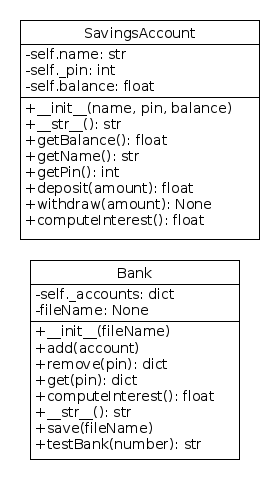 SavingsAccount
-self.name: str
-self._pin: int
-self.balance: float
+__init__(name, pin, balance)
+__str__(): str
+getBalance(): float
+getName(): str
+getPin(): int
+deposit(amount): float
+withdraw(amount): None
+computeInterest(): float
Bank
-self._accounts: dict
-fileName: None
+__init__(fileName)
+add(account)
+remove(pin): dict
+get(pin): dict
+computeInterest(): float
+__str__(): str
+save(fileName)
+testBank(number): str